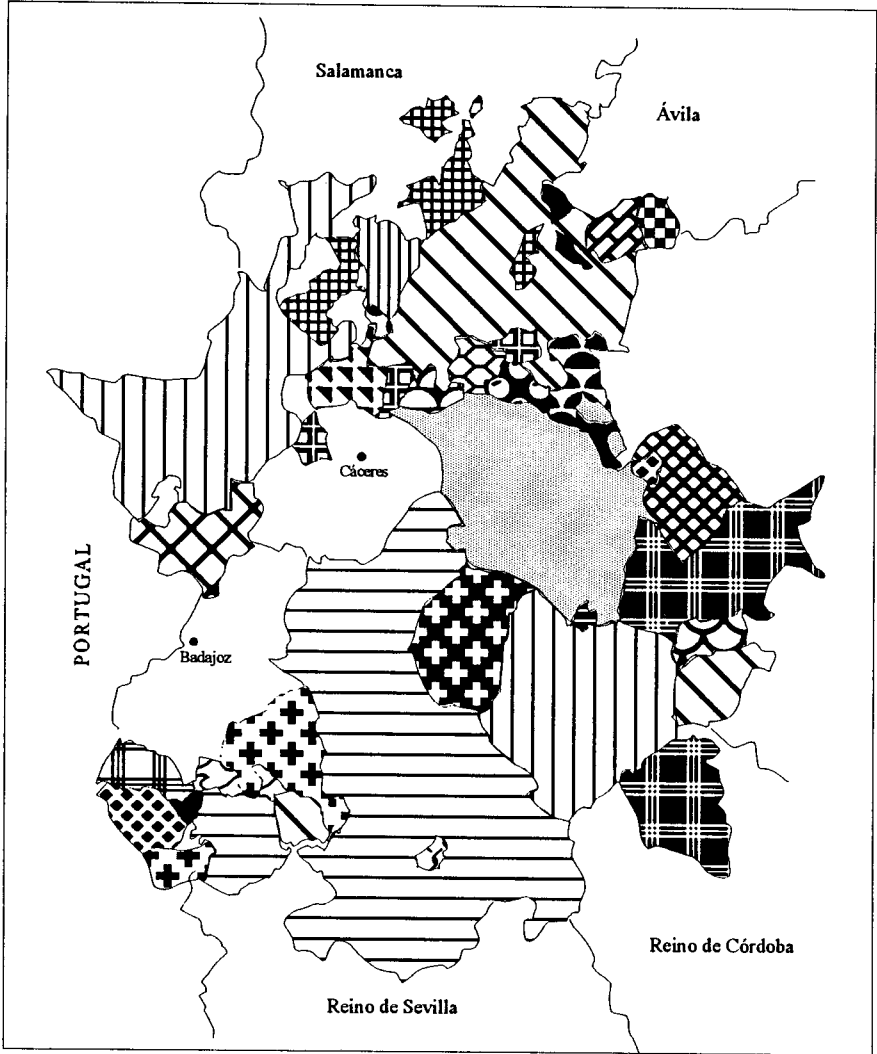 Salamanca
Ávila
Cáceres
PORTUGAL
Badajoz
Reino de Córdoba
Reino de Sevilla